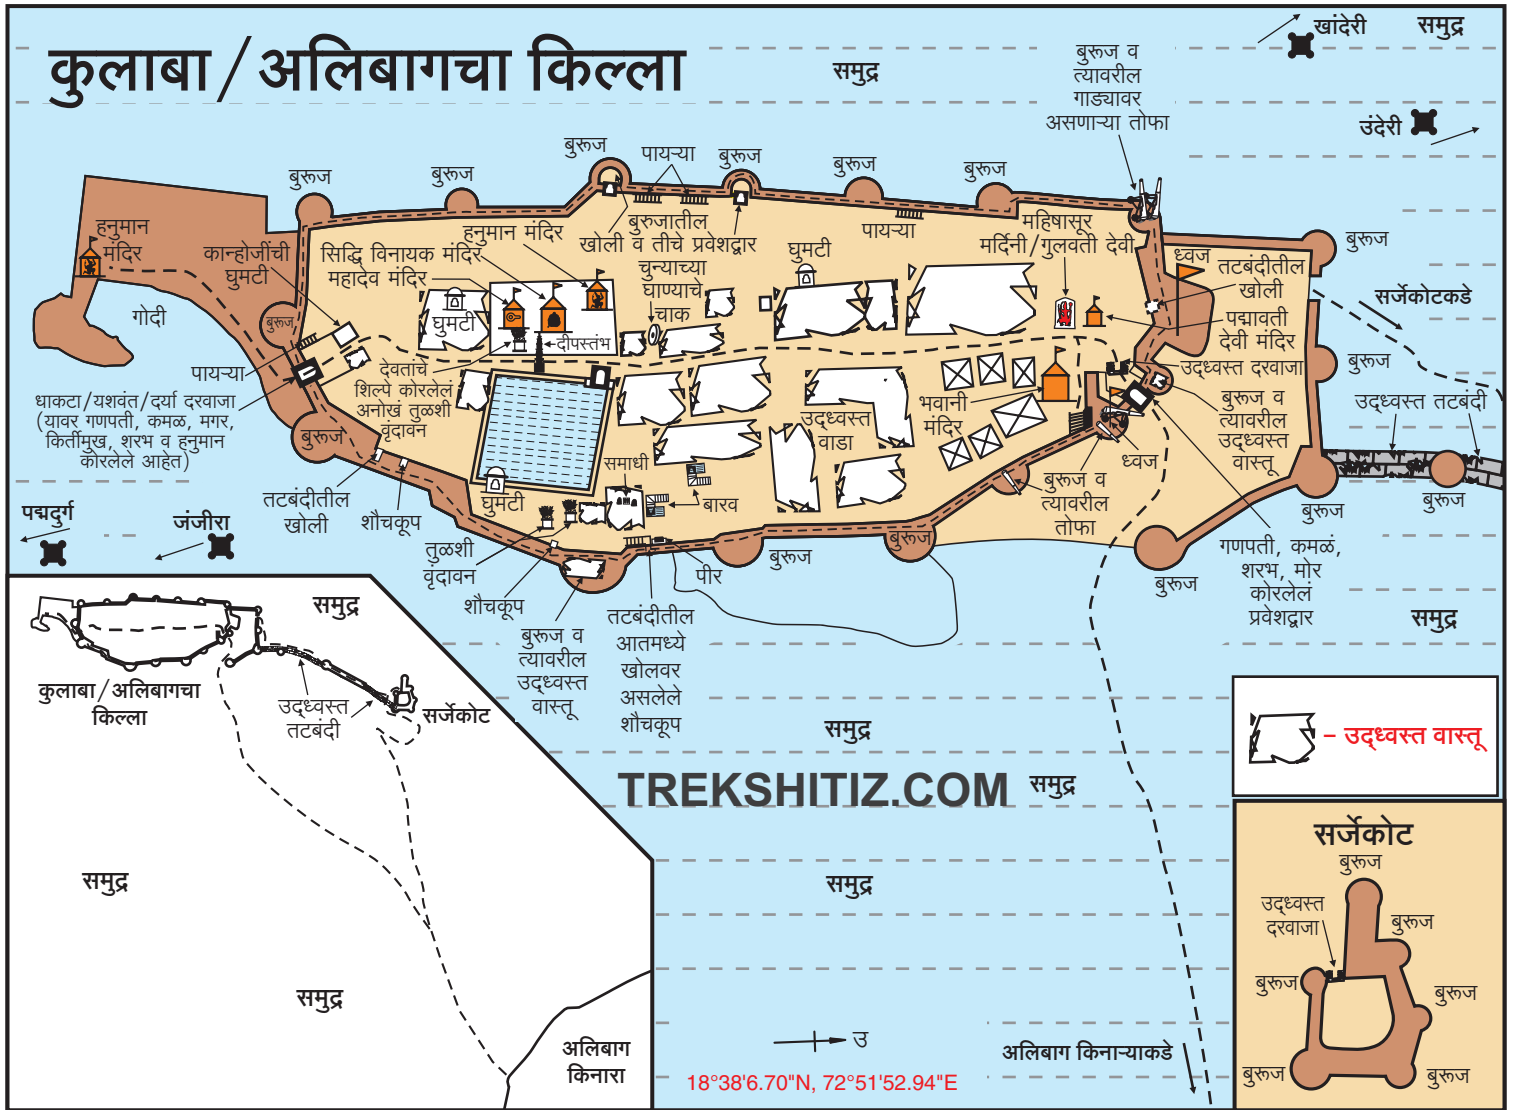 कुलाबा/अलिबागचा किल्ला
समुद्र
बुरूज व
त्यावरील
गाड्यावर
असणाऱ्या तोफा
खांदेरी
समुद्र
उंदेरी
बुरूज
बुरूज
बुरूज
पायऱ्या
बुरूज
बुरूज
बुरूज
हनुमान
मंदिर
कान्होजींची
घुमटी
सिद्धि विनायक मंदिर
महादेव मंदिर
हनुमान मंदिर
बुरुजातील
खोली व तीचे प्रवेशद्वार
चुन्याच्या
घाण्याचे
चाक
घुमटी
पायऱ्या
महिषासूर
मर्दिनी/गुलवती देवी
ध्वज
तटबंदीतील
खोली
बुरूज
सर्जेकोटकडे
गोदी
बुरूज
घुमटी
दीपस्तंभ
पद्मावती
देवी मंदिर
उद्ध्वस्त दरवाजा
बुरूज
पायऱ्या
धाकटा/यशवंत/दर्या दरवाजा
(यावर गणपती, कमळ, मगर,
किर्तीमुख, शरभ व हनुमान
कोरलेले आहेत)
देवतांचे
शिल्पे कोरलेलं
अनोखं तुळशी
वृंदावन
बुरूज
उद्ध्वस्त
वाडा
भवानी
मंदिर
बुरूज व
त्यावरील
उद्ध्वस्त
वास्तू
उद्ध्वस्त तटबंदी
ध्वज
बुरूज व
त्यावरील
तोफा
बुरूज
बुरूज
तटबंदीतील
खोली
शौचकूप
घुमटी
समाधी
बारव
पद्मदुर्ग
जंजीरा
तुळशी
वृंदावन
शौचकूप
पीर
बुरूज
बुरूज
बुरूज
गणपती, कमळं,
शरभ, मोर
कोरलेलं
प्रवेशद्वार
बुरूज व
त्यावरील
उद्ध्वस्त
वास्तू
तटबंदीतील
आतमध्ये
खोलवर
असलेले
शौचकूप
समुद्र
समुद्र
कुलाबा/अलिबागचा
किल्ला
उद्ध्वस्त
तटबंदी
सर्जेकोट
समुद्र
TREKSHITIZ.COM
समुद्र
– उद्ध्वस्त वास्तू
समुद्र
समुद्र
समुद्र
अलिबाग
किनारा
उ
18°38'6.70"N, 72°51'52.94"E
अलिबाग किनाऱ्याकडे
सर्जेकोट
बुरूज
उद्ध्वस्त
दरवाजा
बुरूज
बुरूज
बुरूज
बुरूज
बुरूज